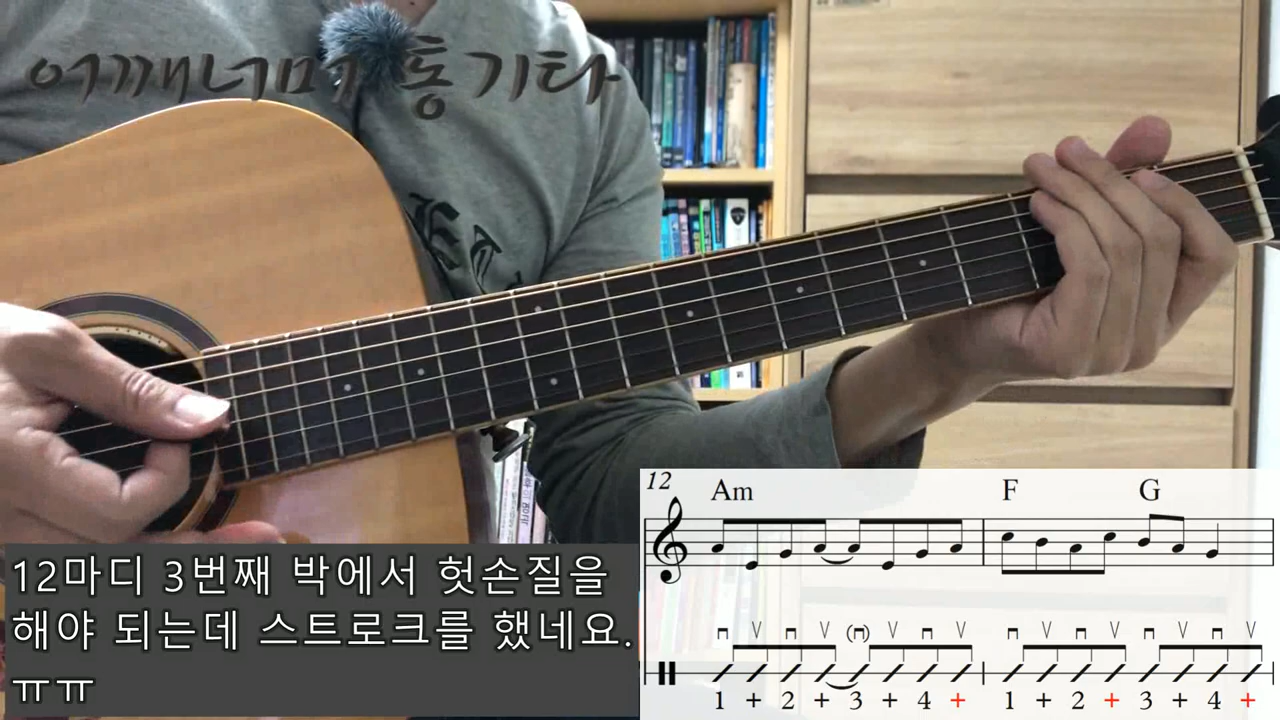 어깨너머 통기타
12마디 3번째 박에서 헛손질을
해야 되는데 스트로크를 했네요.
ㅠㅠ
12
Am F G
1 + 2 + 3 + 4 + 1 + 2 + 3 + 4 +